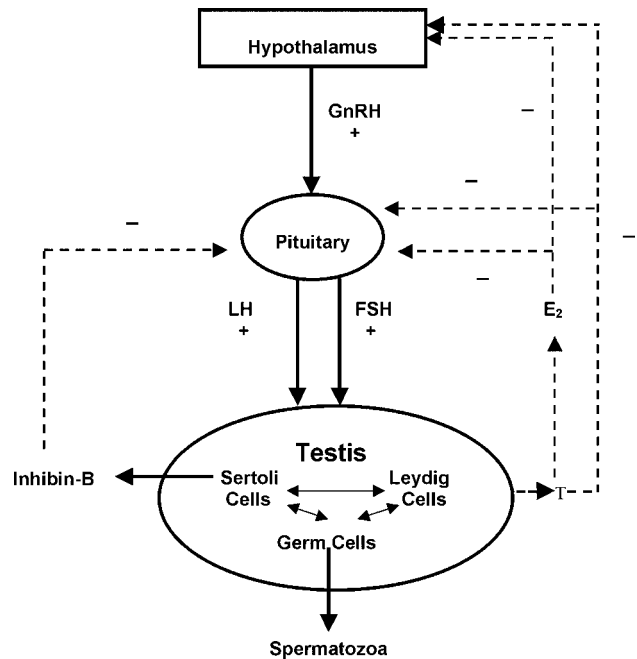 Hypothalamus
GnRH
+
–
–
–
Pituitary
–
–
LH
FSH
+
+
E₂
Testis
Inhibin-B
Sertoli
Cells
Leydig
Cells
T
Germ Cells
Spermatozoa